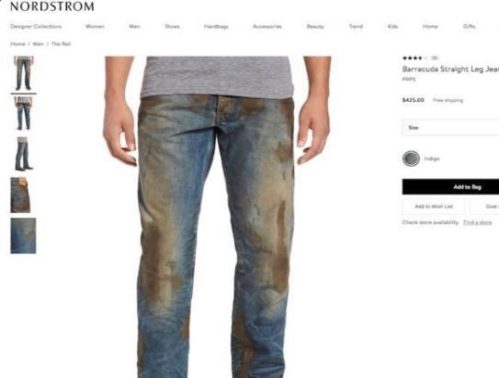 NORDSTROM
Designer Collections Women Men Shoes Handbags Accessories Beauty Trend Kids Home Gifts
Home / Men / The Rail
Barracuda Straight Leg Jean
$425.00 Free shipping
Size
Indigo
Add to Bag
Add to Wish List Give
Check store availability Find a store